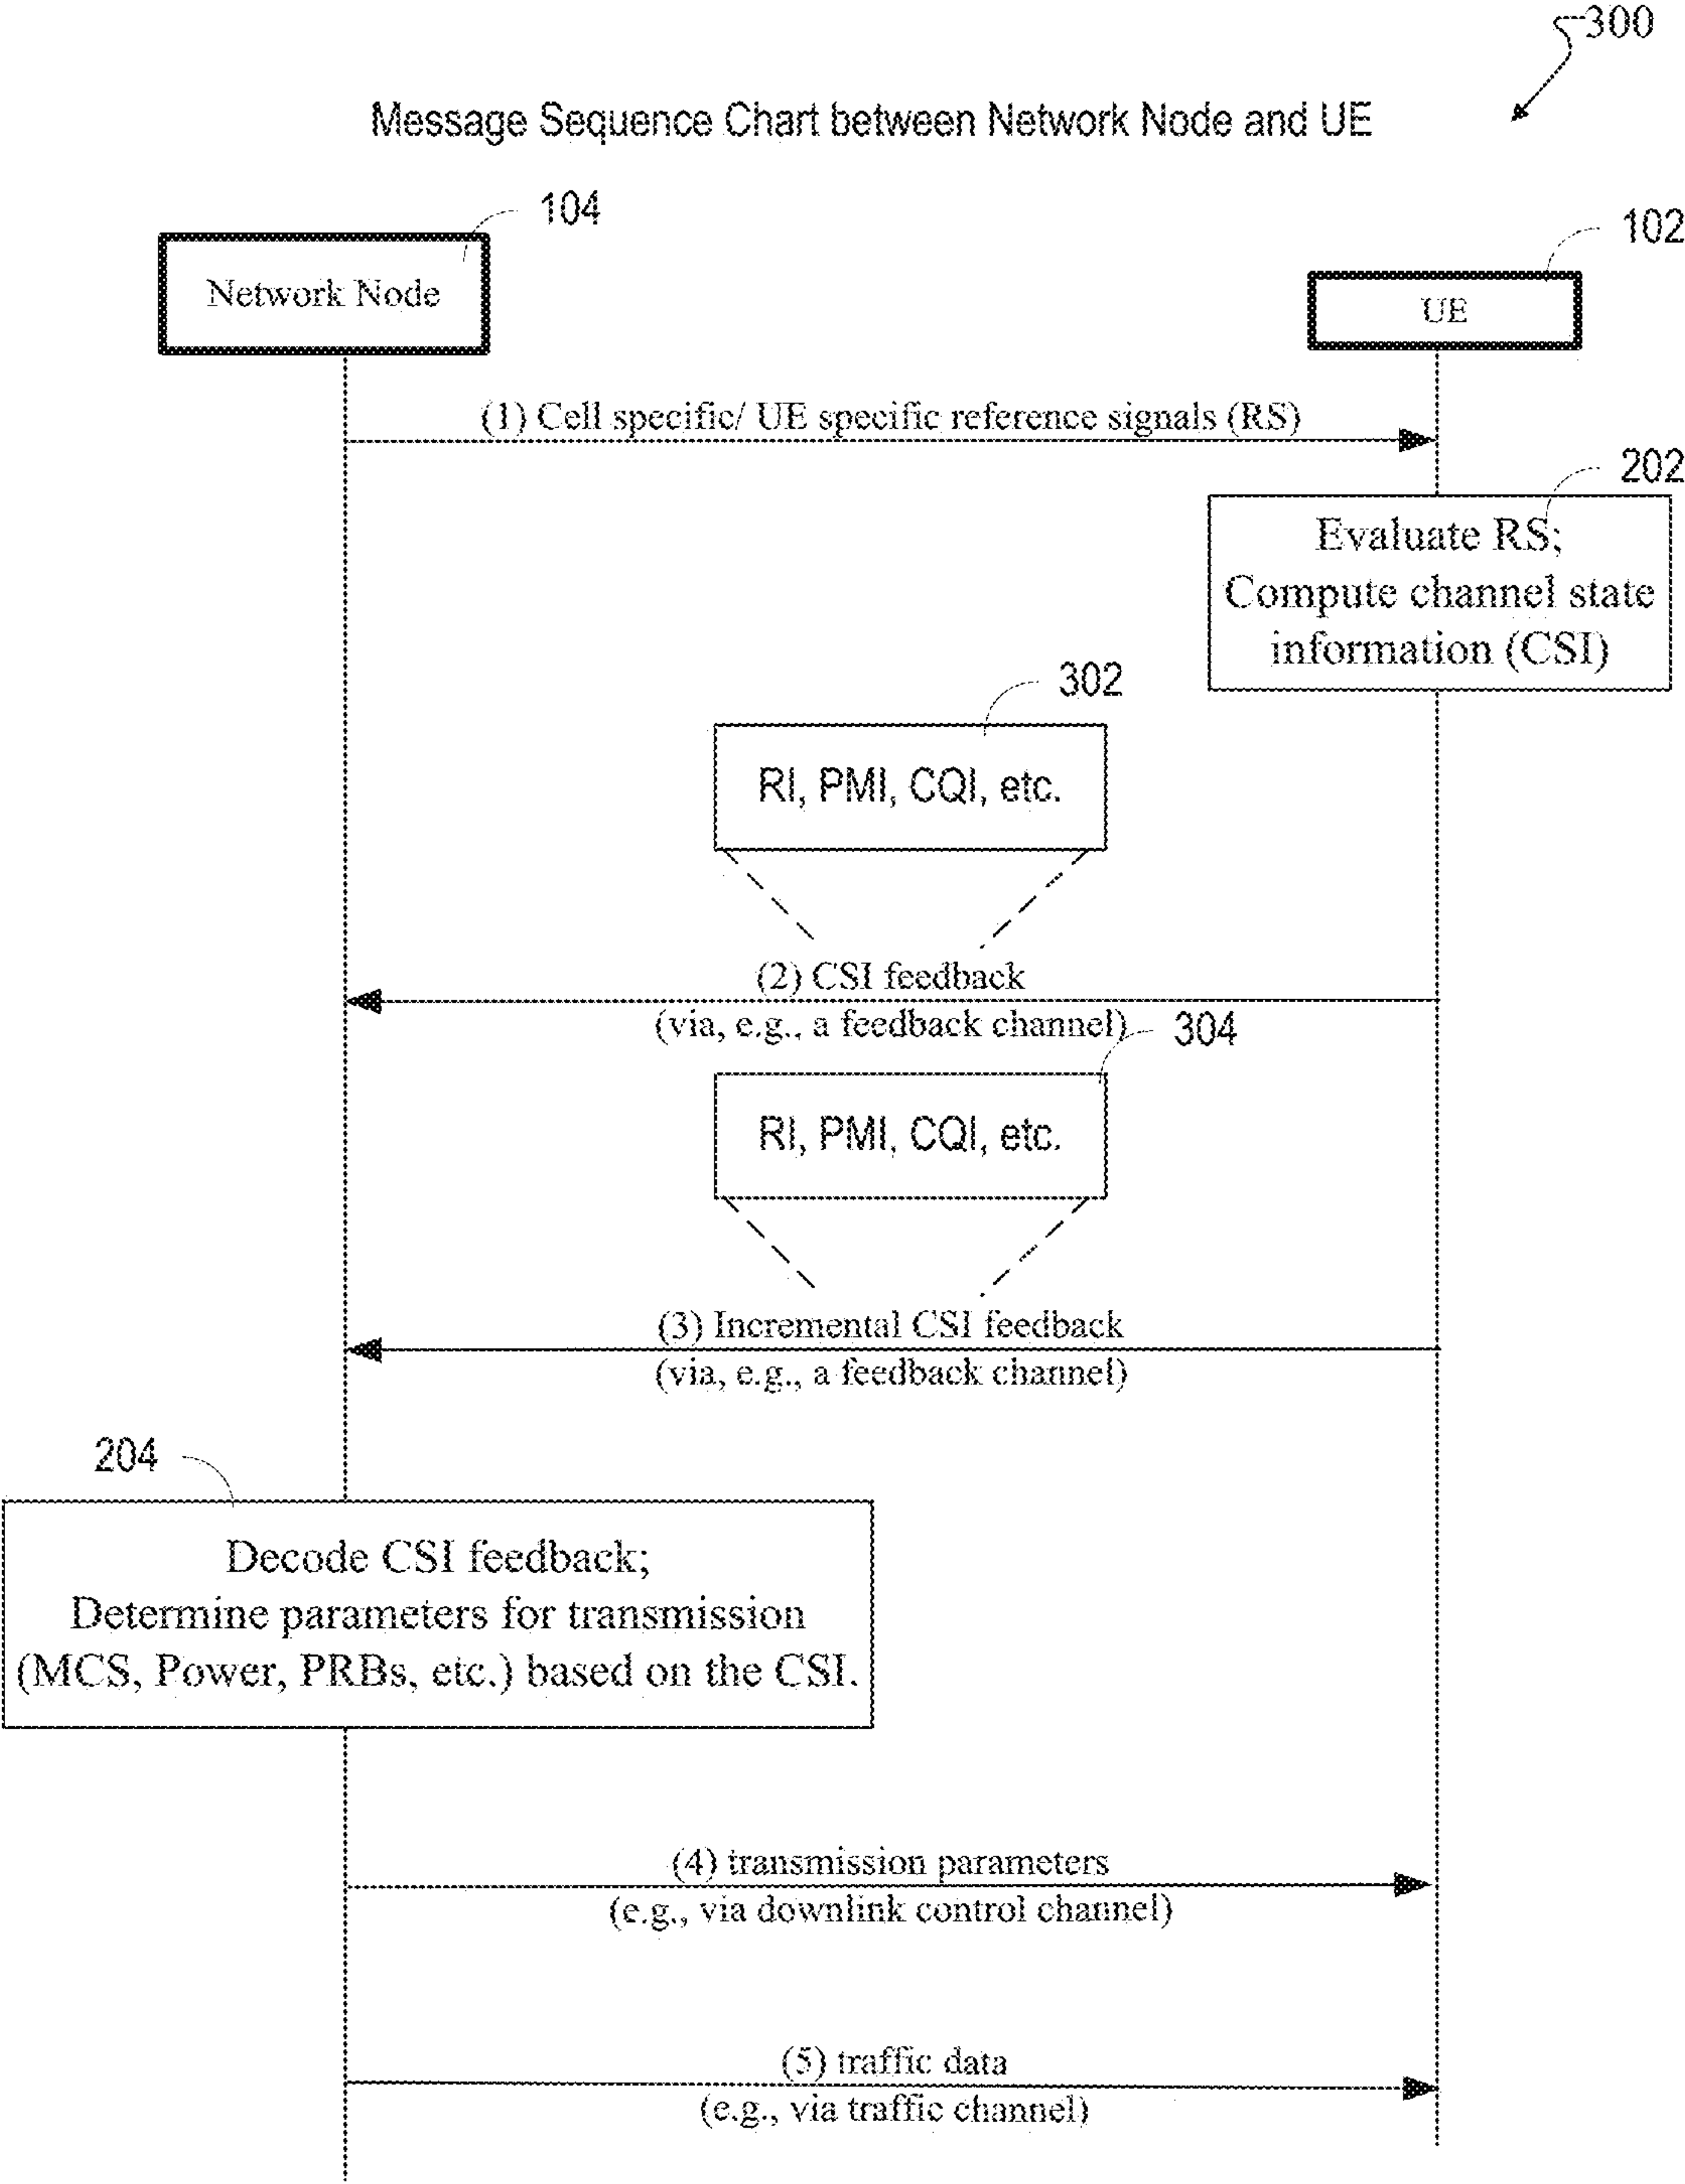 300
Message Sequence Chart between Network Node and UE
104
102
Network Node
UE
(1) Cell specific/ UE specific reference signals (RS)
202
Evaluate RS;
Compute channel state
information (CSI)
302
RI, PMI, CQI, etc.
(2) CSI feedback
(via, e.g., a feedback channel)
304
RI, PMI, CQI, etc.
(3) Incremental CSI feedback
(via, e.g., a feedback channel)
204
Decode CSI feedback;
Determine parameters for transmission
(MCS, Power, PRBs, etc.) based on the CSI.
(4) transmission parameters
(e.g., via downlink control channel)
(5) traffic data
(e.g., via traffic channel)